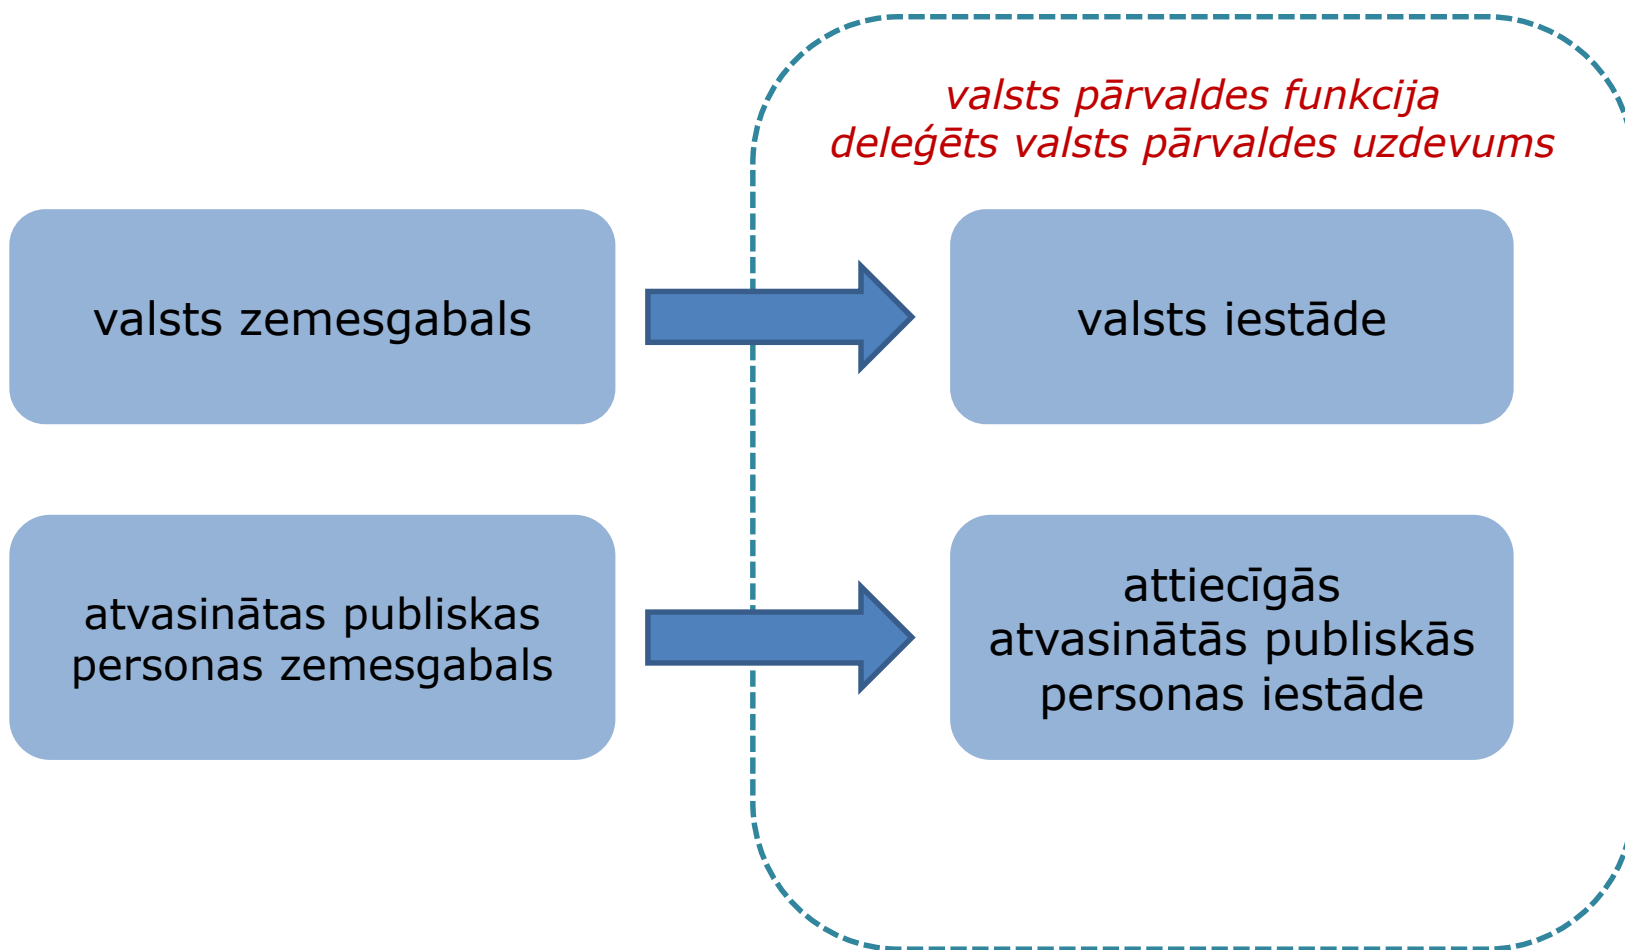 valsts pārvaldes funkcija
deleģēts valsts pārvaldes uzdevums
valsts zemesgabals
valsts iestāde
atvasinātas publiskas
personas zemesgabals
attiecīgās
atvasinātās publiskās
personas iestāde